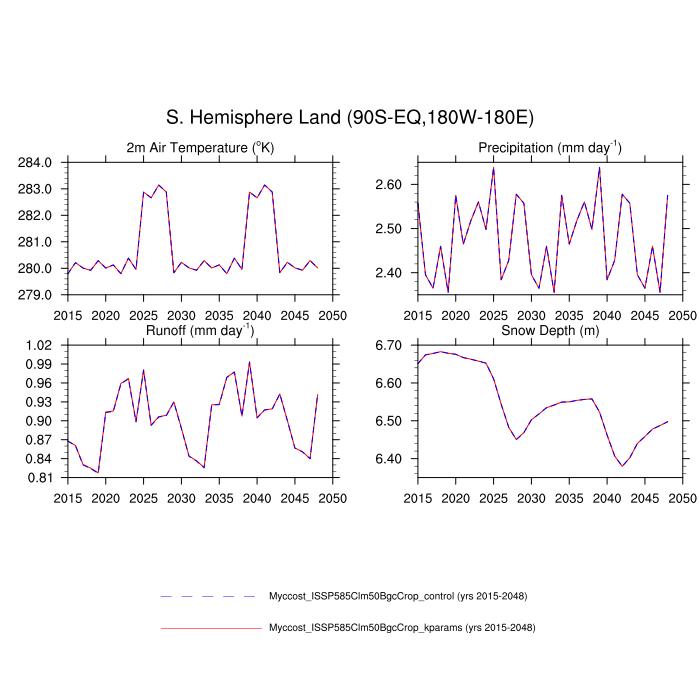 S. Hemisphere Land (90S-EQ,180W-180E)
2m Air Temperature (°K)
284.0
283.0
282.0
281.0
280.0
279.0
2015 2020 2025 2030 2035 2040 2045 2050
Precipitation (mm day⁻¹)
2.60
2.50
2.40
2015 2020 2025 2030 2035 2040 2045 2050
Runoff (mm day⁻¹)
1.02
0.99
0.96
0.93
0.90
0.87
0.84
0.81
2015 2020 2025 2030 2035 2040 2045 2050
Snow Depth (m)
6.70
6.60
6.50
6.40
2015 2020 2025 2030 2035 2040 2045 2050
Myccost_ISSP585Clm50BgcCrop_control (yrs 2015-2048)
Myccost_ISSP585Clm50BgcCrop_kparams (yrs 2015-2048)